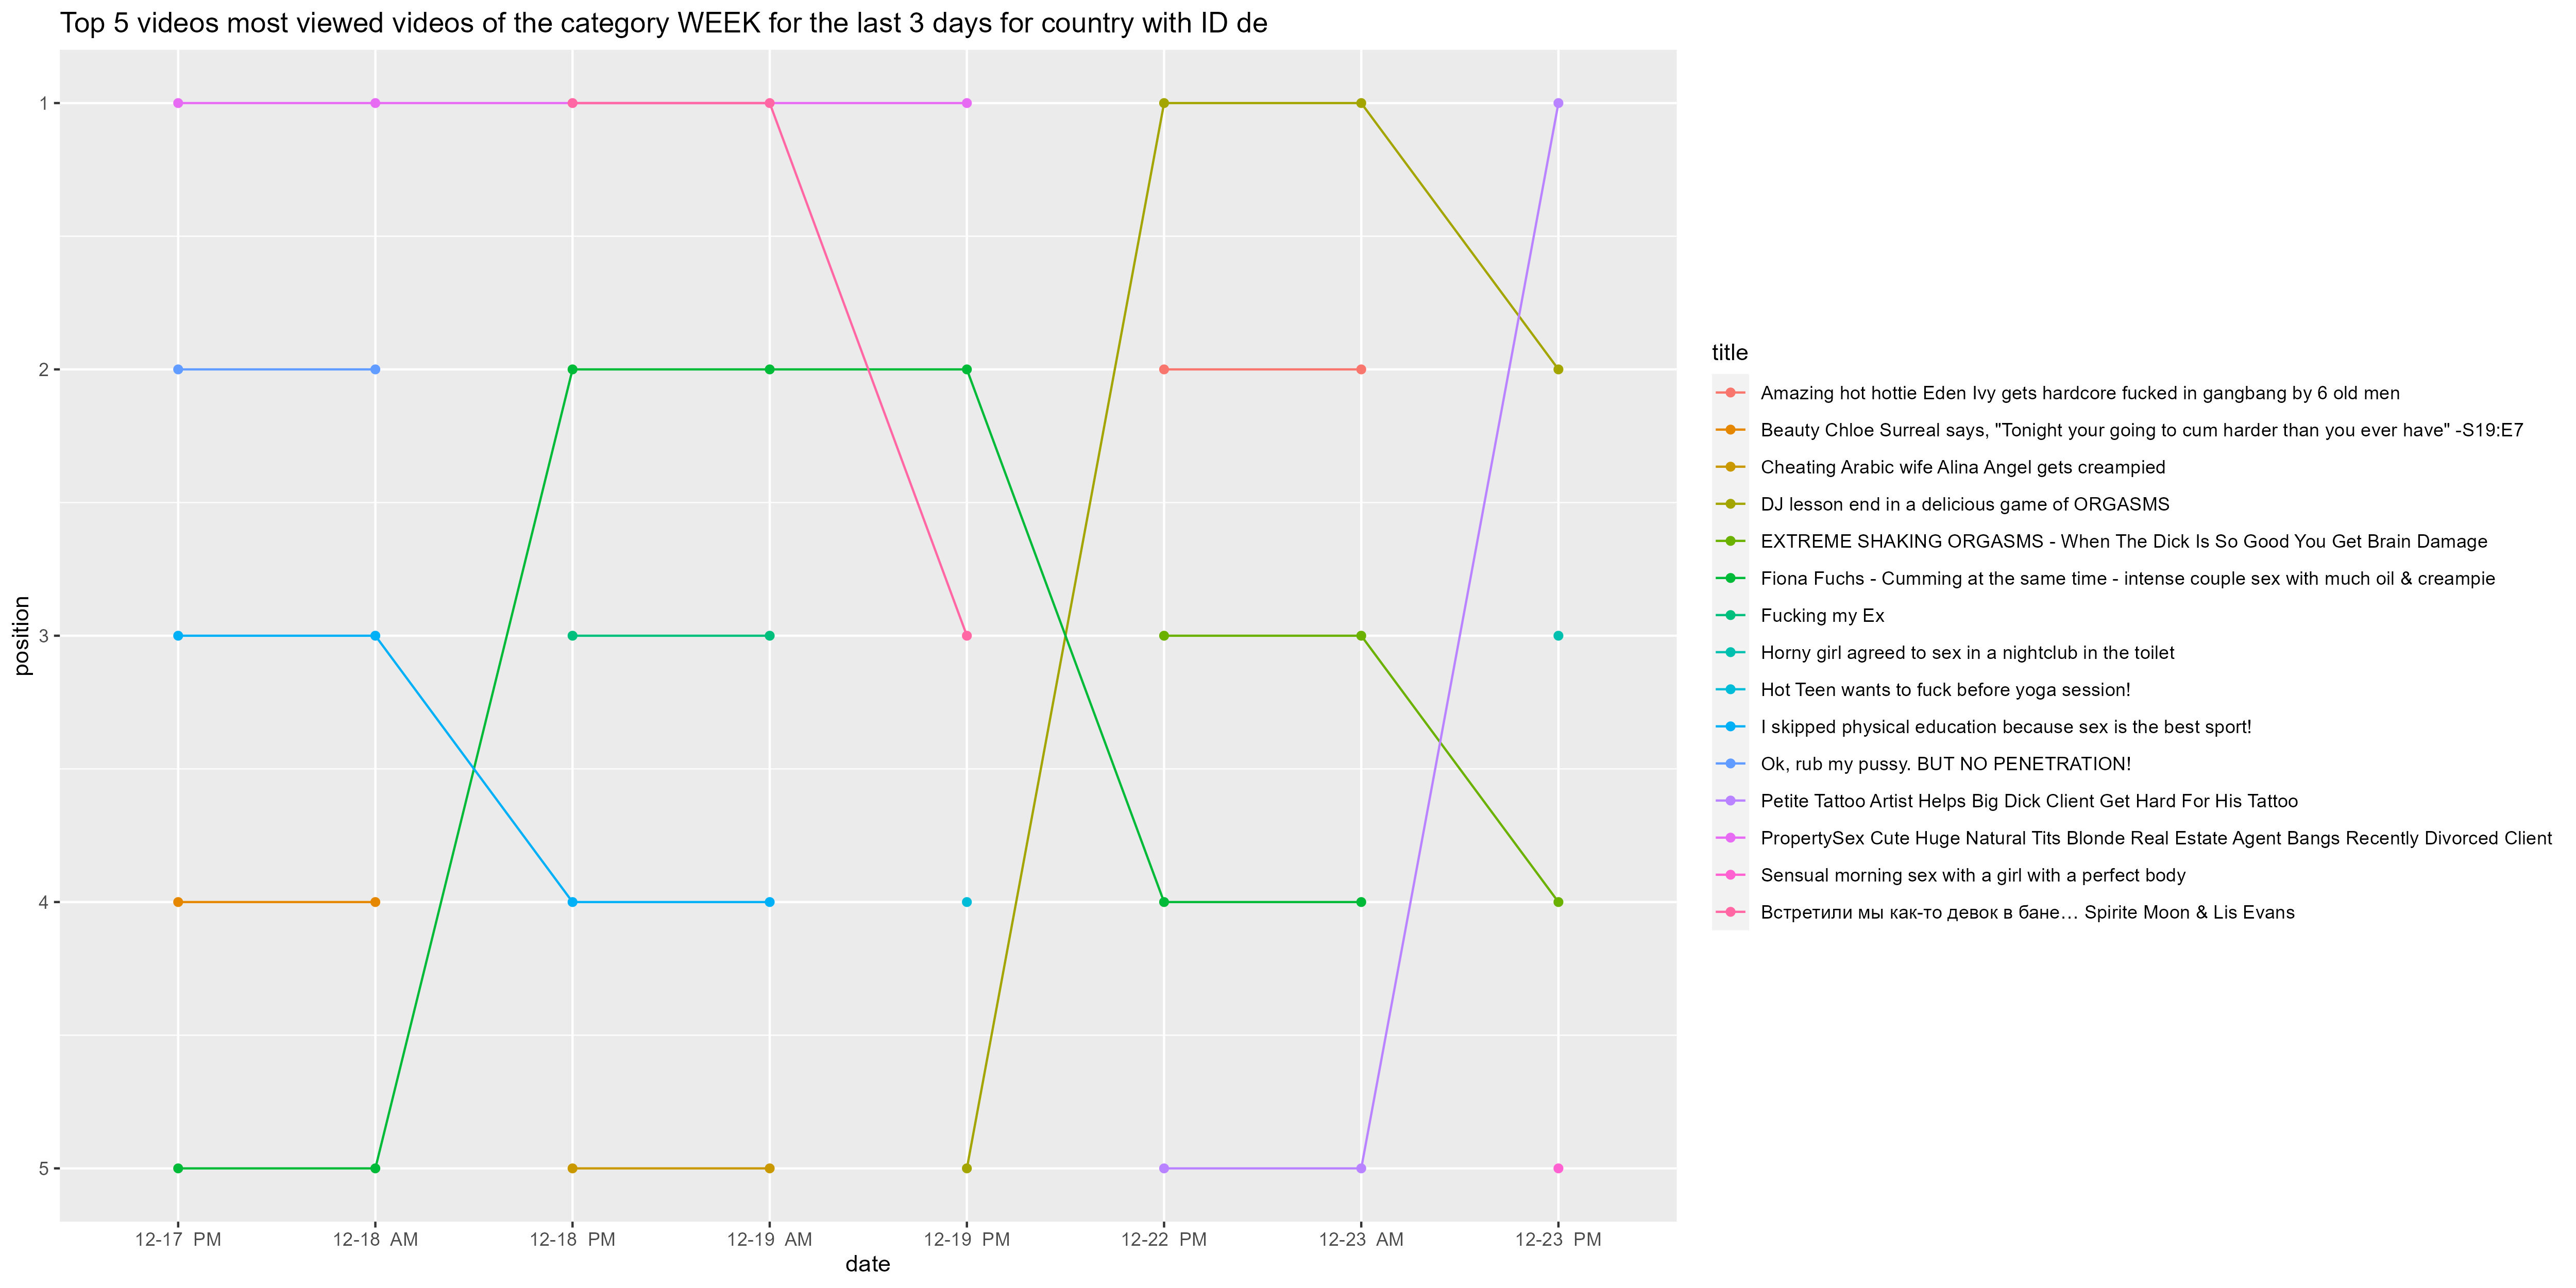 Top 5 videos most viewed videos of the category WEEK for the last 3 days for country with ID de
position
1
2
3
4
5
12-17 PM
12-18 AM
12-18 PM
12-19 AM
12-19 PM
12-22 PM
12-23 AM
12-23 PM
date
title
Amazing hot hottie Eden Ivy gets hardcore fucked in gangbang by 6 old men
Beauty Chloe Surreal says, "Tonight your going to cum harder than you ever have" -S19:E7
Cheating Arabic wife Alina Angel gets creampied
DJ lesson end in a delicious game of ORGASMS
EXTREME SHAKING ORGASMS - When The Dick Is So Good You Get Brain Damage
Fiona Fuchs - Cumming at the same time - intense couple sex with much oil & creampie
Fucking my Ex
Horny girl agreed to sex in a nightclub in the toilet
Hot Teen wants to fuck before yoga session!
I skipped physical education because sex is the best sport!
Ok, rub my pussy. BUT NO PENETRATION!
Petite Tattoo Artist Helps Big Dick Client Get Hard For His Tattoo
PropertySex Cute Huge Natural Tits Blonde Real Estate Agent Bangs Recently Divorced Client
Sensual morning sex with a girl with a perfect body
Встретили мы как-то девок в бане… Spirite Moon & Lis Evans